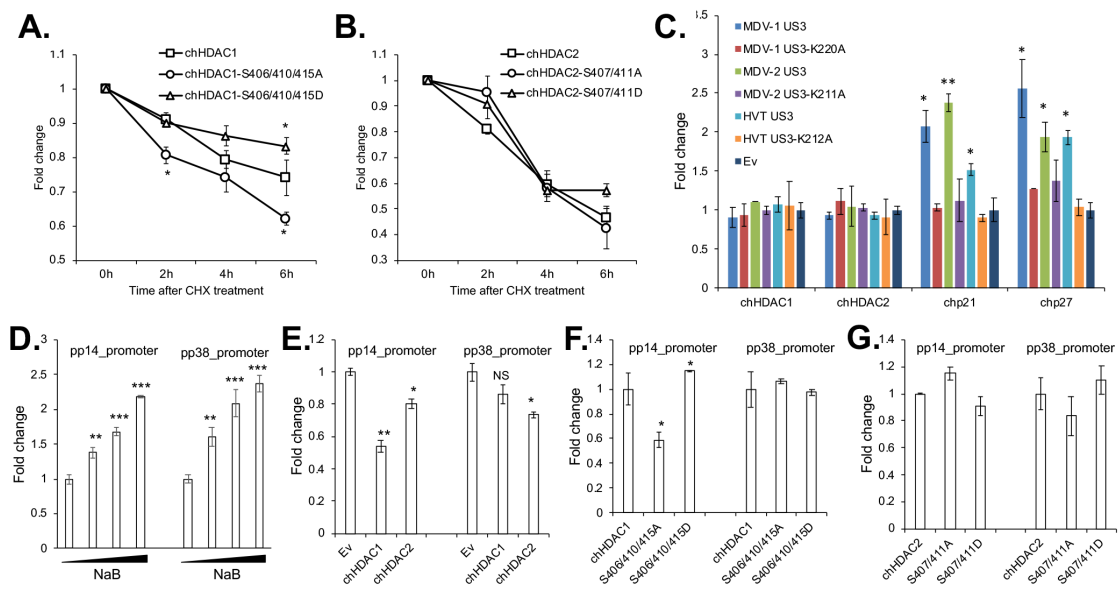 A.
chHDAC1
chHDAC1-S406/410/415A
chHDAC1-S406/410/415D
Fold change
1.1
1
0.9
0.8
0.7
0.6
0.5
*
*
*
0h
2h
4h
6h
Time after CHX treatment
B.
chHDAC2
chHDAC2-S407/411A
chHDAC2-S407/411D
Fold change
1.1
1
0.9
0.8
0.7
0.6
0.5
0.4
0.3
0h
2h
4h
6h
Time after CHX treatment
C.
MDV-1 US3
MDV-1 US3-K220A
MDV-2 US3
MDV-2 US3-K211A
HVT US3
HVT US3-K212A
Ev
Fold change
3.5
3
2.5
2
1.5
1
0.5
0
*
**
*
*
*
*
chHDAC1
chHDAC2
chp21
chp27
D.
pp14_promoter
pp38_promoter
Fold change
3
2.5
2
1.5
1
0.5
0
**
***
***
**
***
***
NaB
NaB
E.
pp14_promoter
pp38_promoter
Fold change
1.2
1
0.8
0.6
0.4
0.2
0
**
*
NS
*
Ev
chHDAC1
chHDAC2
Ev
chHDAC1
chHDAC2
F.
pp14_promoter
pp38_promoter
Fold change
1.4
1.2
1
0.8
0.6
0.4
0.2
0
*
*
chHDAC1
S406/410/415A
S406/410/415D
chHDAC1
S406/410/415A
S406/410/415D
G.
pp14_promoter
pp38_promoter
Fold change
1.4
1.2
1
0.8
0.6
0.4
0.2
0
chHDAC2
S407/411A
S407/411D
chHDAC2
S407/411A
S407/411D